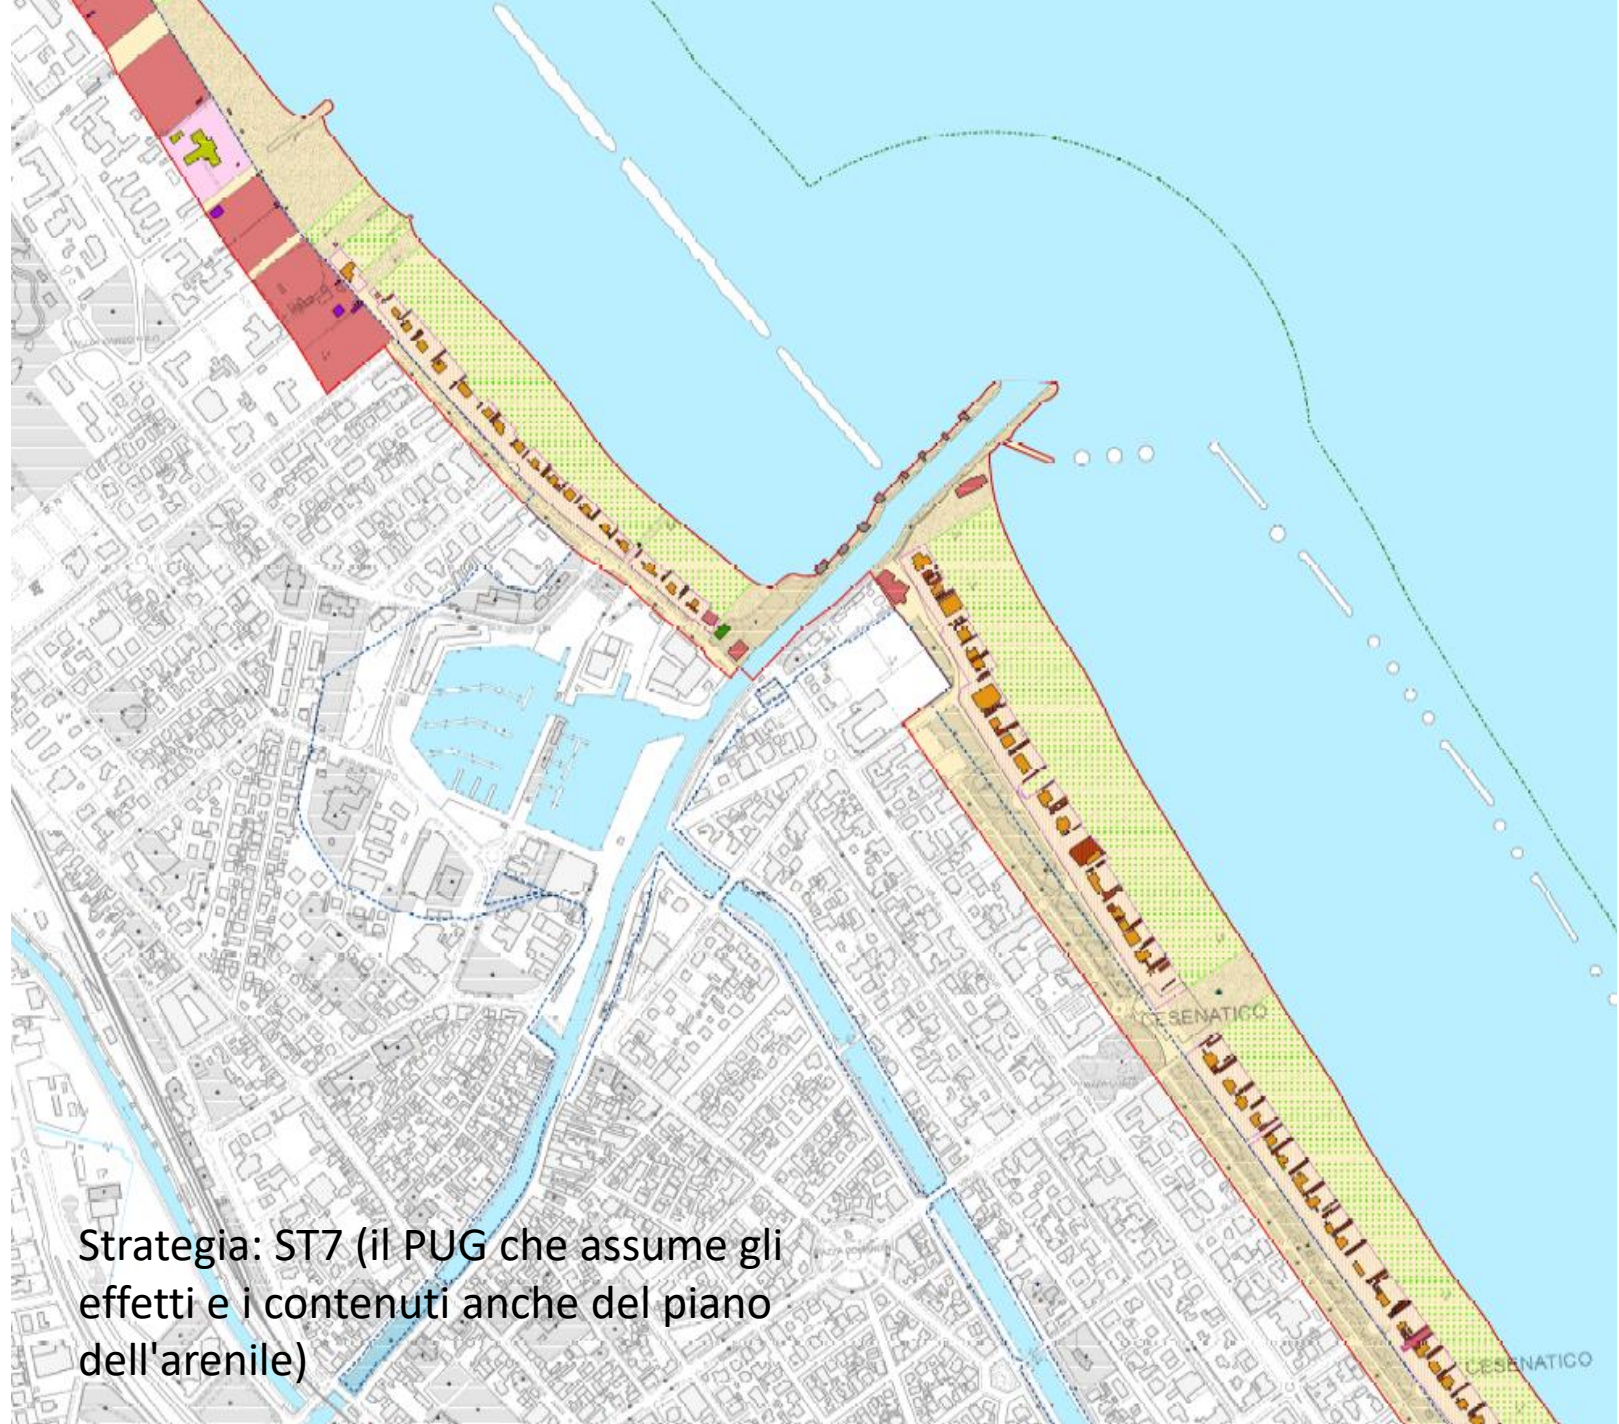 CESENATICO
Strategia: ST7 (il PUG che assume gli
effetti e i contenuti anche del piano
dell'arenile)
CESENATICO